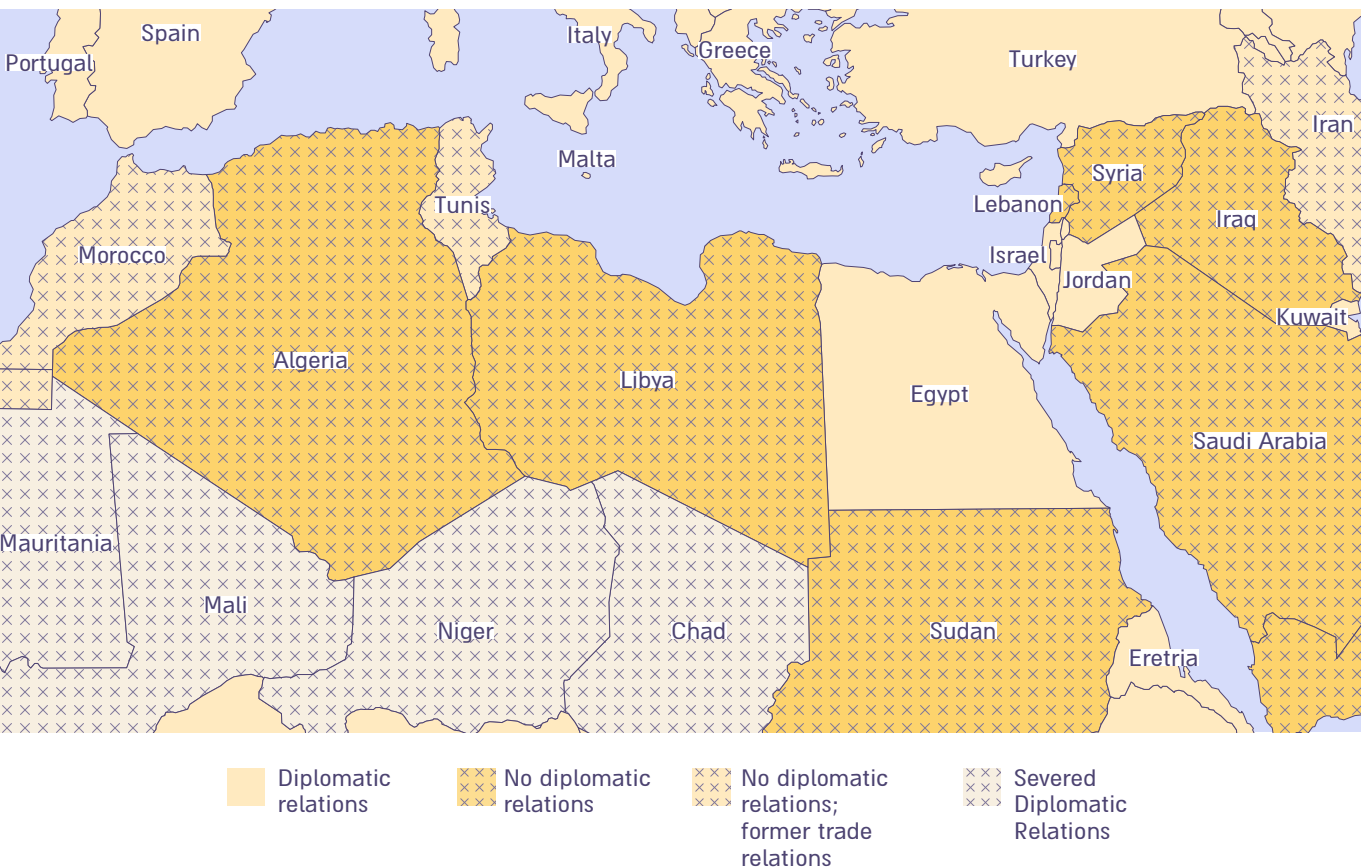 Spain
Italy
Greece
Portugal
Turkey
Iran
Malta
Syria
Tunis
Lebanon
Iraq
Morocco
Israel
Jordan
Kuwait
Algeria
Libya
Egypt
Saudi Arabia
Mauritania
Mali
Niger
Chad
Sudan
Eretria
Diplomatic
relations
No diplomatic
relations
No diplomatic
relations;
former trade
relations
Severed
Diplomatic
Relations